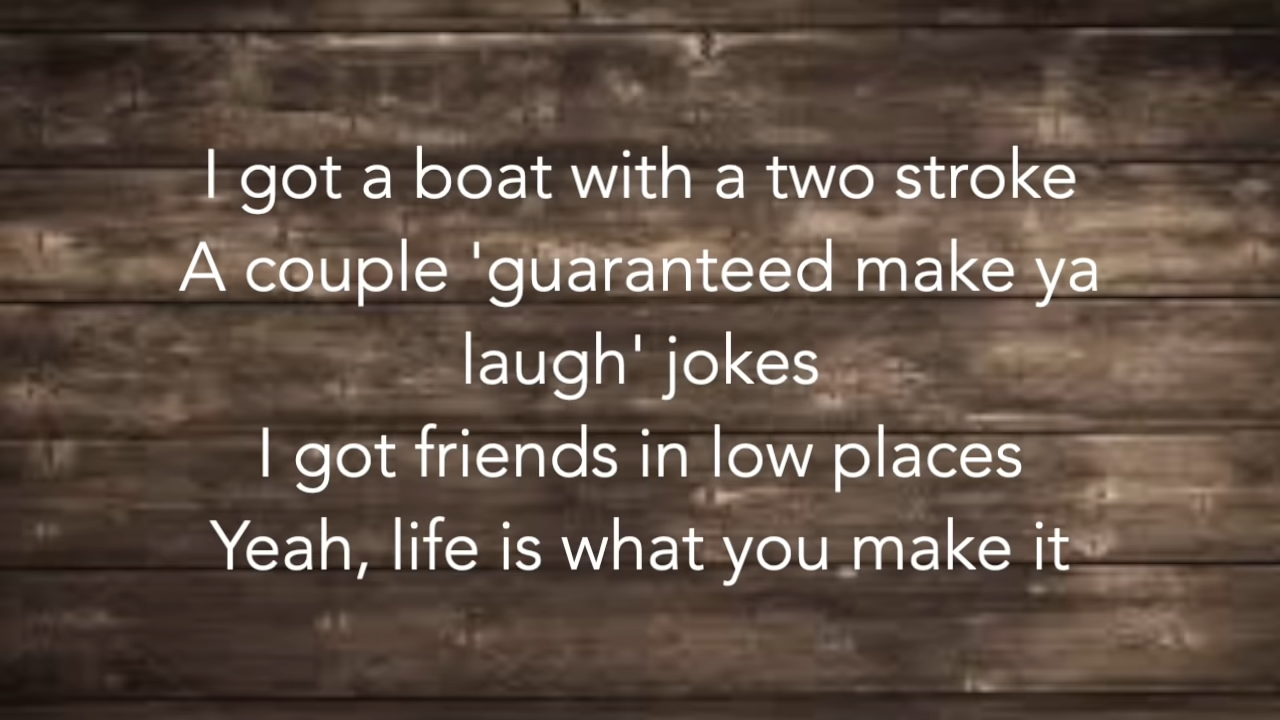 I got a boat with a two stroke
A couple 'guaranteed make ya
laugh' jokes
I got friends in low places
Yeah, life is what you make it